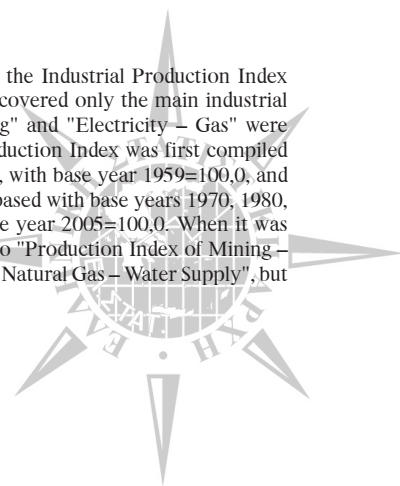 the Industrial Production Index
covered only the main industrial
g" and "Electricity – Gas" were
duction Index was first compiled
, with base year 1959=100,0, and
based with base years 1970, 1980,
e year 2005=100,0. When it was
o "Production Index of Mining –
Natural Gas – Water Supply", but